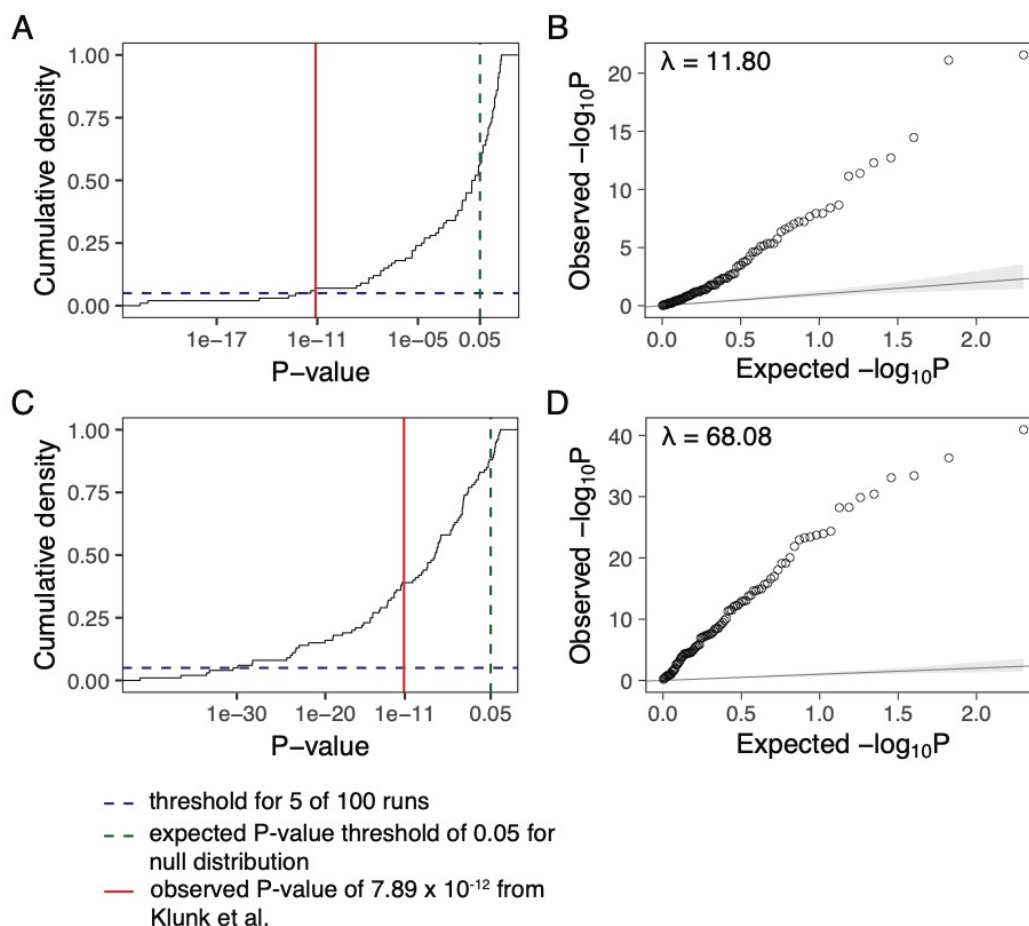 A
Cumulative density
1.00
0.75
0.50
0.25
0.00
1e−17
1e−11
1e−05
0.05
P−value
B
λ = 11.80
Observed −log₁₀P
20
15
10
5
0
0.0
0.5
1.0
1.5
2.0
Expected −log₁₀P
C
Cumulative density
1.00
0.75
0.50
0.25
0.00
1e−30
1e−20
1e−11
0.05
P−value
D
λ = 68.08
Observed −log₁₀P
40
30
20
10
0
0.0
0.5
1.0
1.5
2.0
Expected −log₁₀P
threshold for 5 of 100 runs
expected P-value threshold of 0.05 for
null distribution
observed P-value of 7.89 x 10⁻¹² from
Klunk et al.